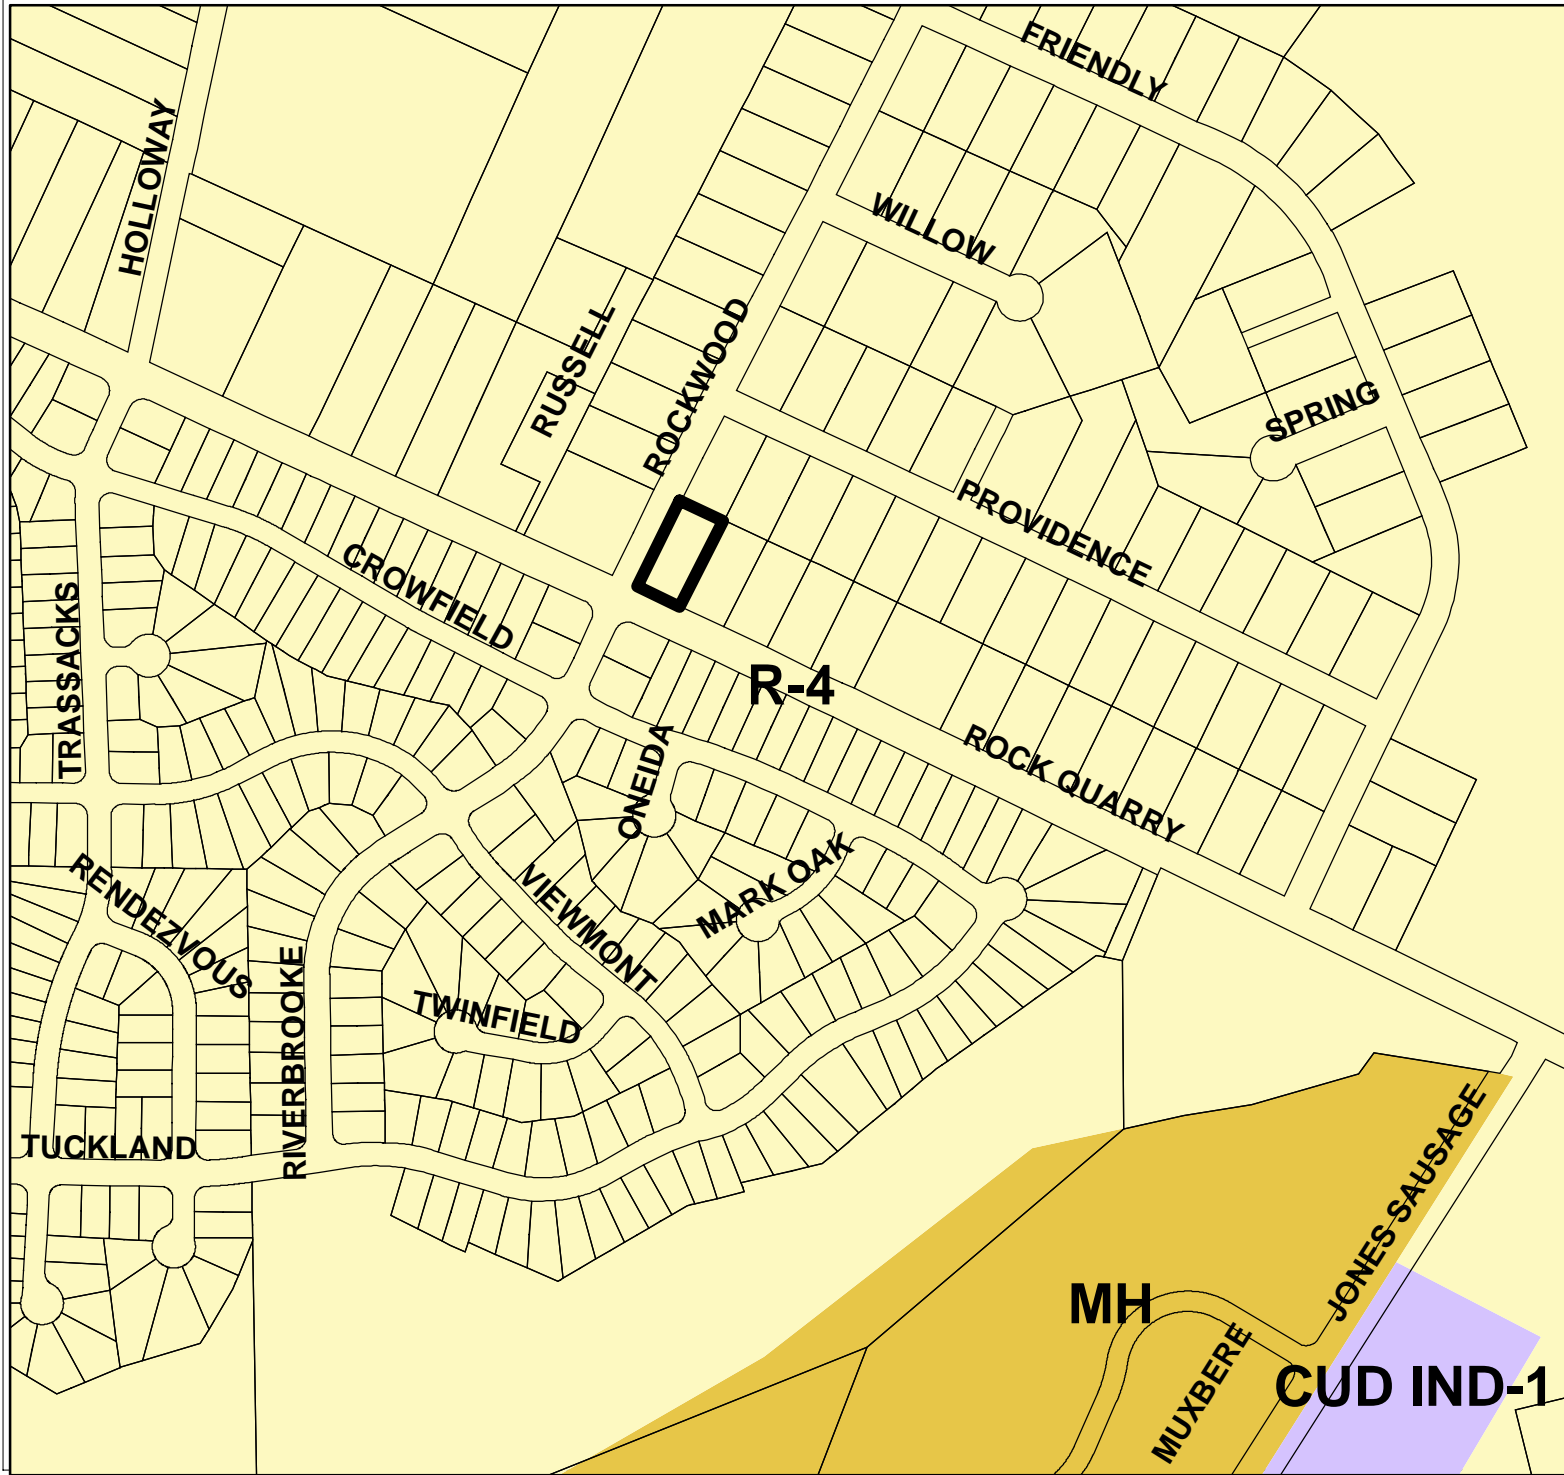 FRIENDLY
HOLLOWAY
WILLOW
RUSSELL
ROCKWOOD
SPRING
PROVIDENCE
CROWFIELD
TRASSACKS
R-4
ONEIDA
ROCK QUARRY
MARK OAK
VIEWMONT
RENDEZVOUS
TWINFIELD
RIVERBROOKE
TUCKLAND
JONES SAUSAGE
MH
MUXBERE
CUD IND-1